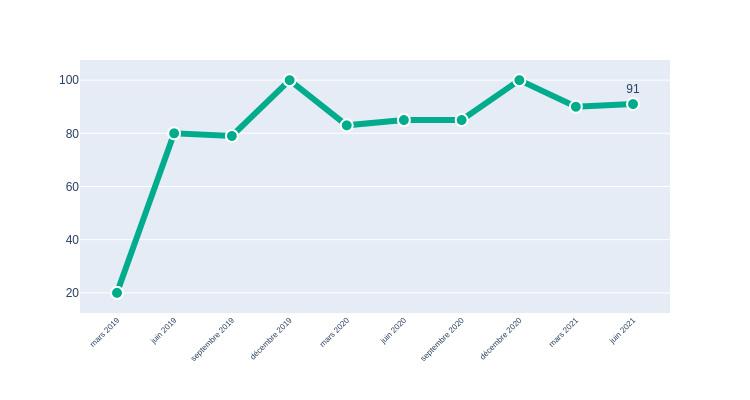 100
80
60
40
20
91
mars 2019
juin 2019
septembre 2019
décembre 2019
mars 2020
juin 2020
septembre 2020
décembre 2020
mars 2021
juin 2021